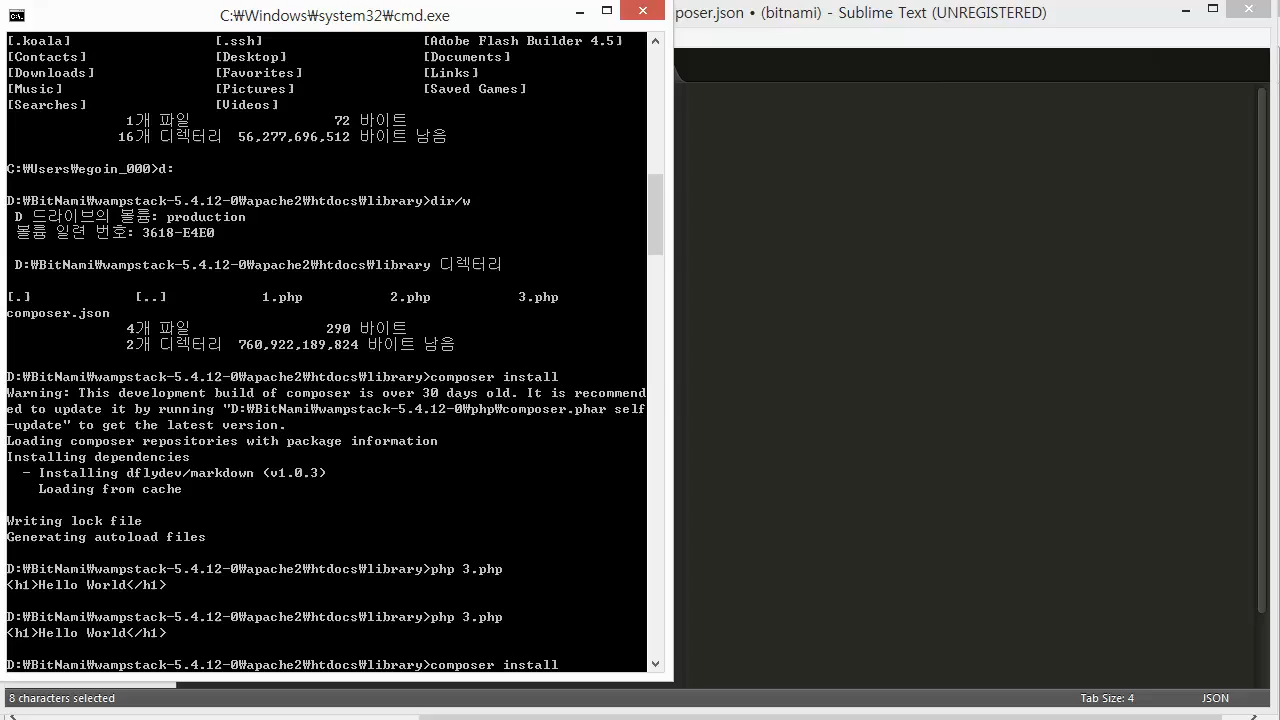 C:\Windows\system32\cmd.exe
poser.json • (bitnami) - Sublime Text (UNREGISTERED)
[.koala] [.ssh] [Adobe Flash Builder 4.5]
[Contacts] [Desktop] [Documents]
[Downloads] [Favorites] [Links]
[Music] [Pictures] [Saved Games]
[Searches] [Videos]
1개 파일 72 바이트
16개 디렉터리 56,277,696,512 바이트 남음
C:₩Users₩egoin_000>d:
D:₩BitNami₩wampstack-5.4.12-0₩apache2₩htdocs₩library>dir/w
D 드라이브의 볼륨: production
볼륨 일련 번호: 3618-E4E0
D:₩BitNami₩wampstack-5.4.12-0₩apache2₩htdocs₩library 디렉터리
[.] [..] 1.php 2.php 3.php
composer.json
4개 파일 290 바이트
2개 디렉터리 760,922,189,824 바이트 남음
D:₩BitNami₩wampstack-5.4.12-0₩apache2₩htdocs₩library>composer install
Warning: This development build of composer is over 30 days old. It is recommend
ed to update it by running "D:₩BitNami₩wampstack-5.4.12-0₩php₩composer.phar self
-update" to get the latest version.
Loading composer repositories with package information
Installing dependencies
- Installing dflydev/markdown (v1.0.3)
Loading from cache
Writing lock file
Generating autoload files
D:₩BitNami₩wampstack-5.4.12-0₩apache2₩htdocs₩library>php 3.php
<h1>Hello World</h1>
D:₩BitNami₩wampstack-5.4.12-0₩apache2₩htdocs₩library>php 3.php
<h1>Hello World</h1>
D:₩BitNami₩wampstack-5.4.12-0₩apache2₩htdocs₩library>composer install
8 characters selected
Tab Size: 4
JSON